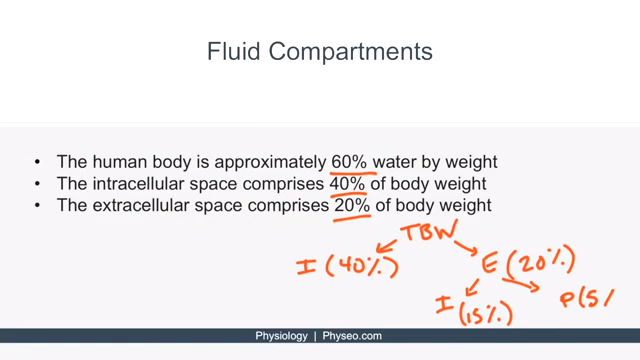 Fluid Compartments
• The human body is approximately 60% water by weight
• The intracellular space comprises 40% of body weight
• The extracellular space comprises 20% of body weight
TBW
I (40%) E (20%)
I (15%) P(5/
Physiology | Physeo.com